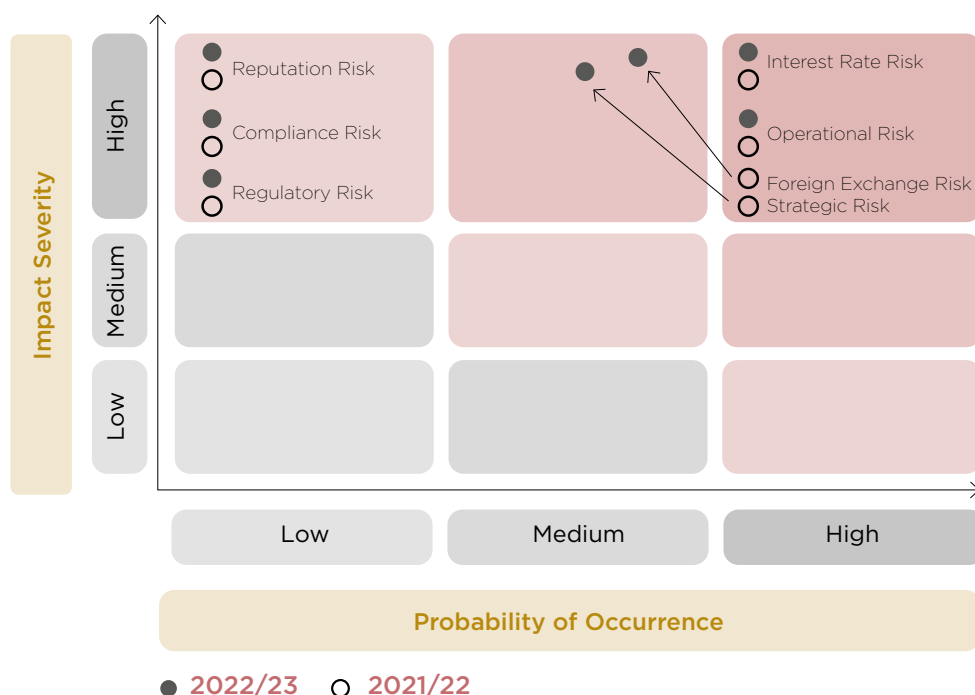 Impact Severity
High
Medium
Low
Reputation Risk
Compliance Risk
Regulatory Risk
Interest Rate Risk
Operational Risk
Foreign Exchange Risk
Strategic Risk
Low
Medium
High
Probability of Occurrence
2022/23
2021/22